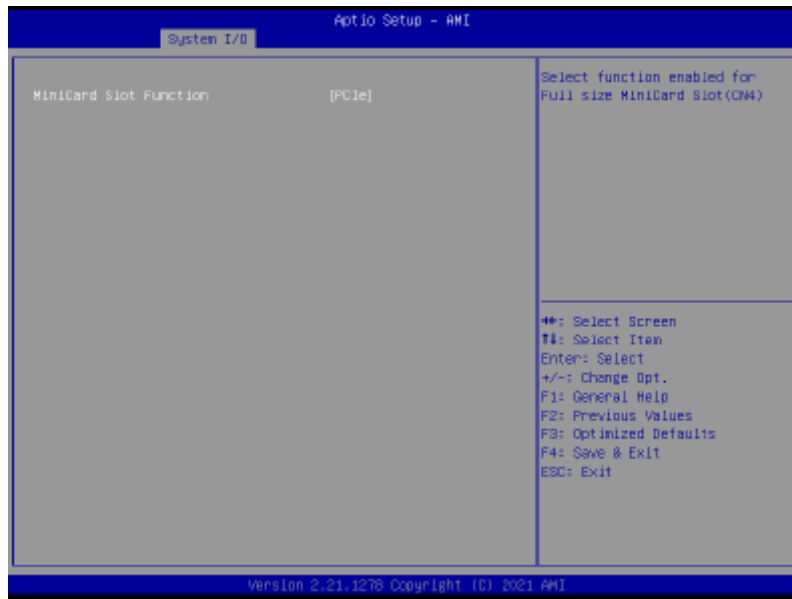 Aptio Setup - AMI
System I/O
MiniCard Slot Function [PCIe]
Select function enabled for
Full size MiniCard Slot(CN4)
→←: Select Screen
↑↓: Select Item
Enter: Select
+/-: Change Opt.
F1: General Help
F2: Previous Values
F3: Optimized Defaults
F4: Save & Exit
ESC: Exit
Version 2.21.1278 Copyright (C) 2021 AMI